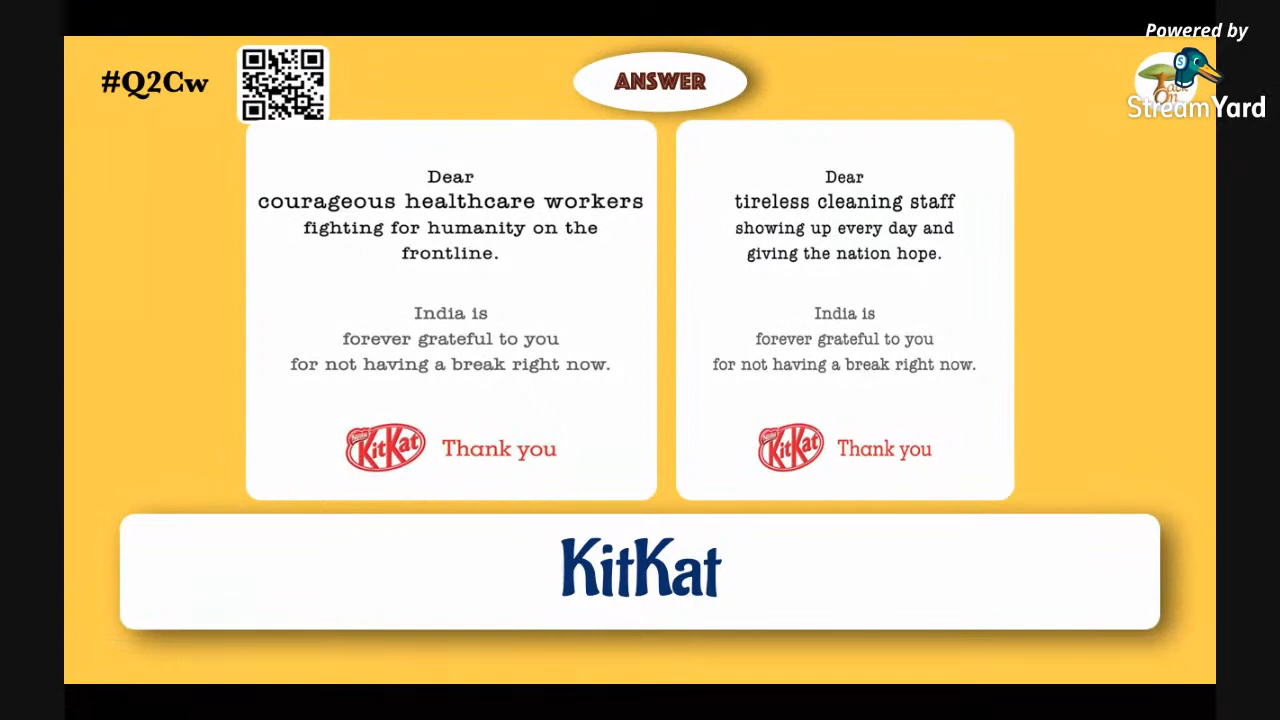 Powered by
#Q2Cw
ANSWER
StreamYard
Dear
courageous healthcare workers
fighting for humanity on the
frontline.
India is
forever grateful to you
for not having a break right now.
KitKat Thank you
Dear
tireless cleaning staff
showing up every day and
giving the nation hope.
India is
forever grateful to you
for not having a break right now.
KitKat Thank you
KitKat